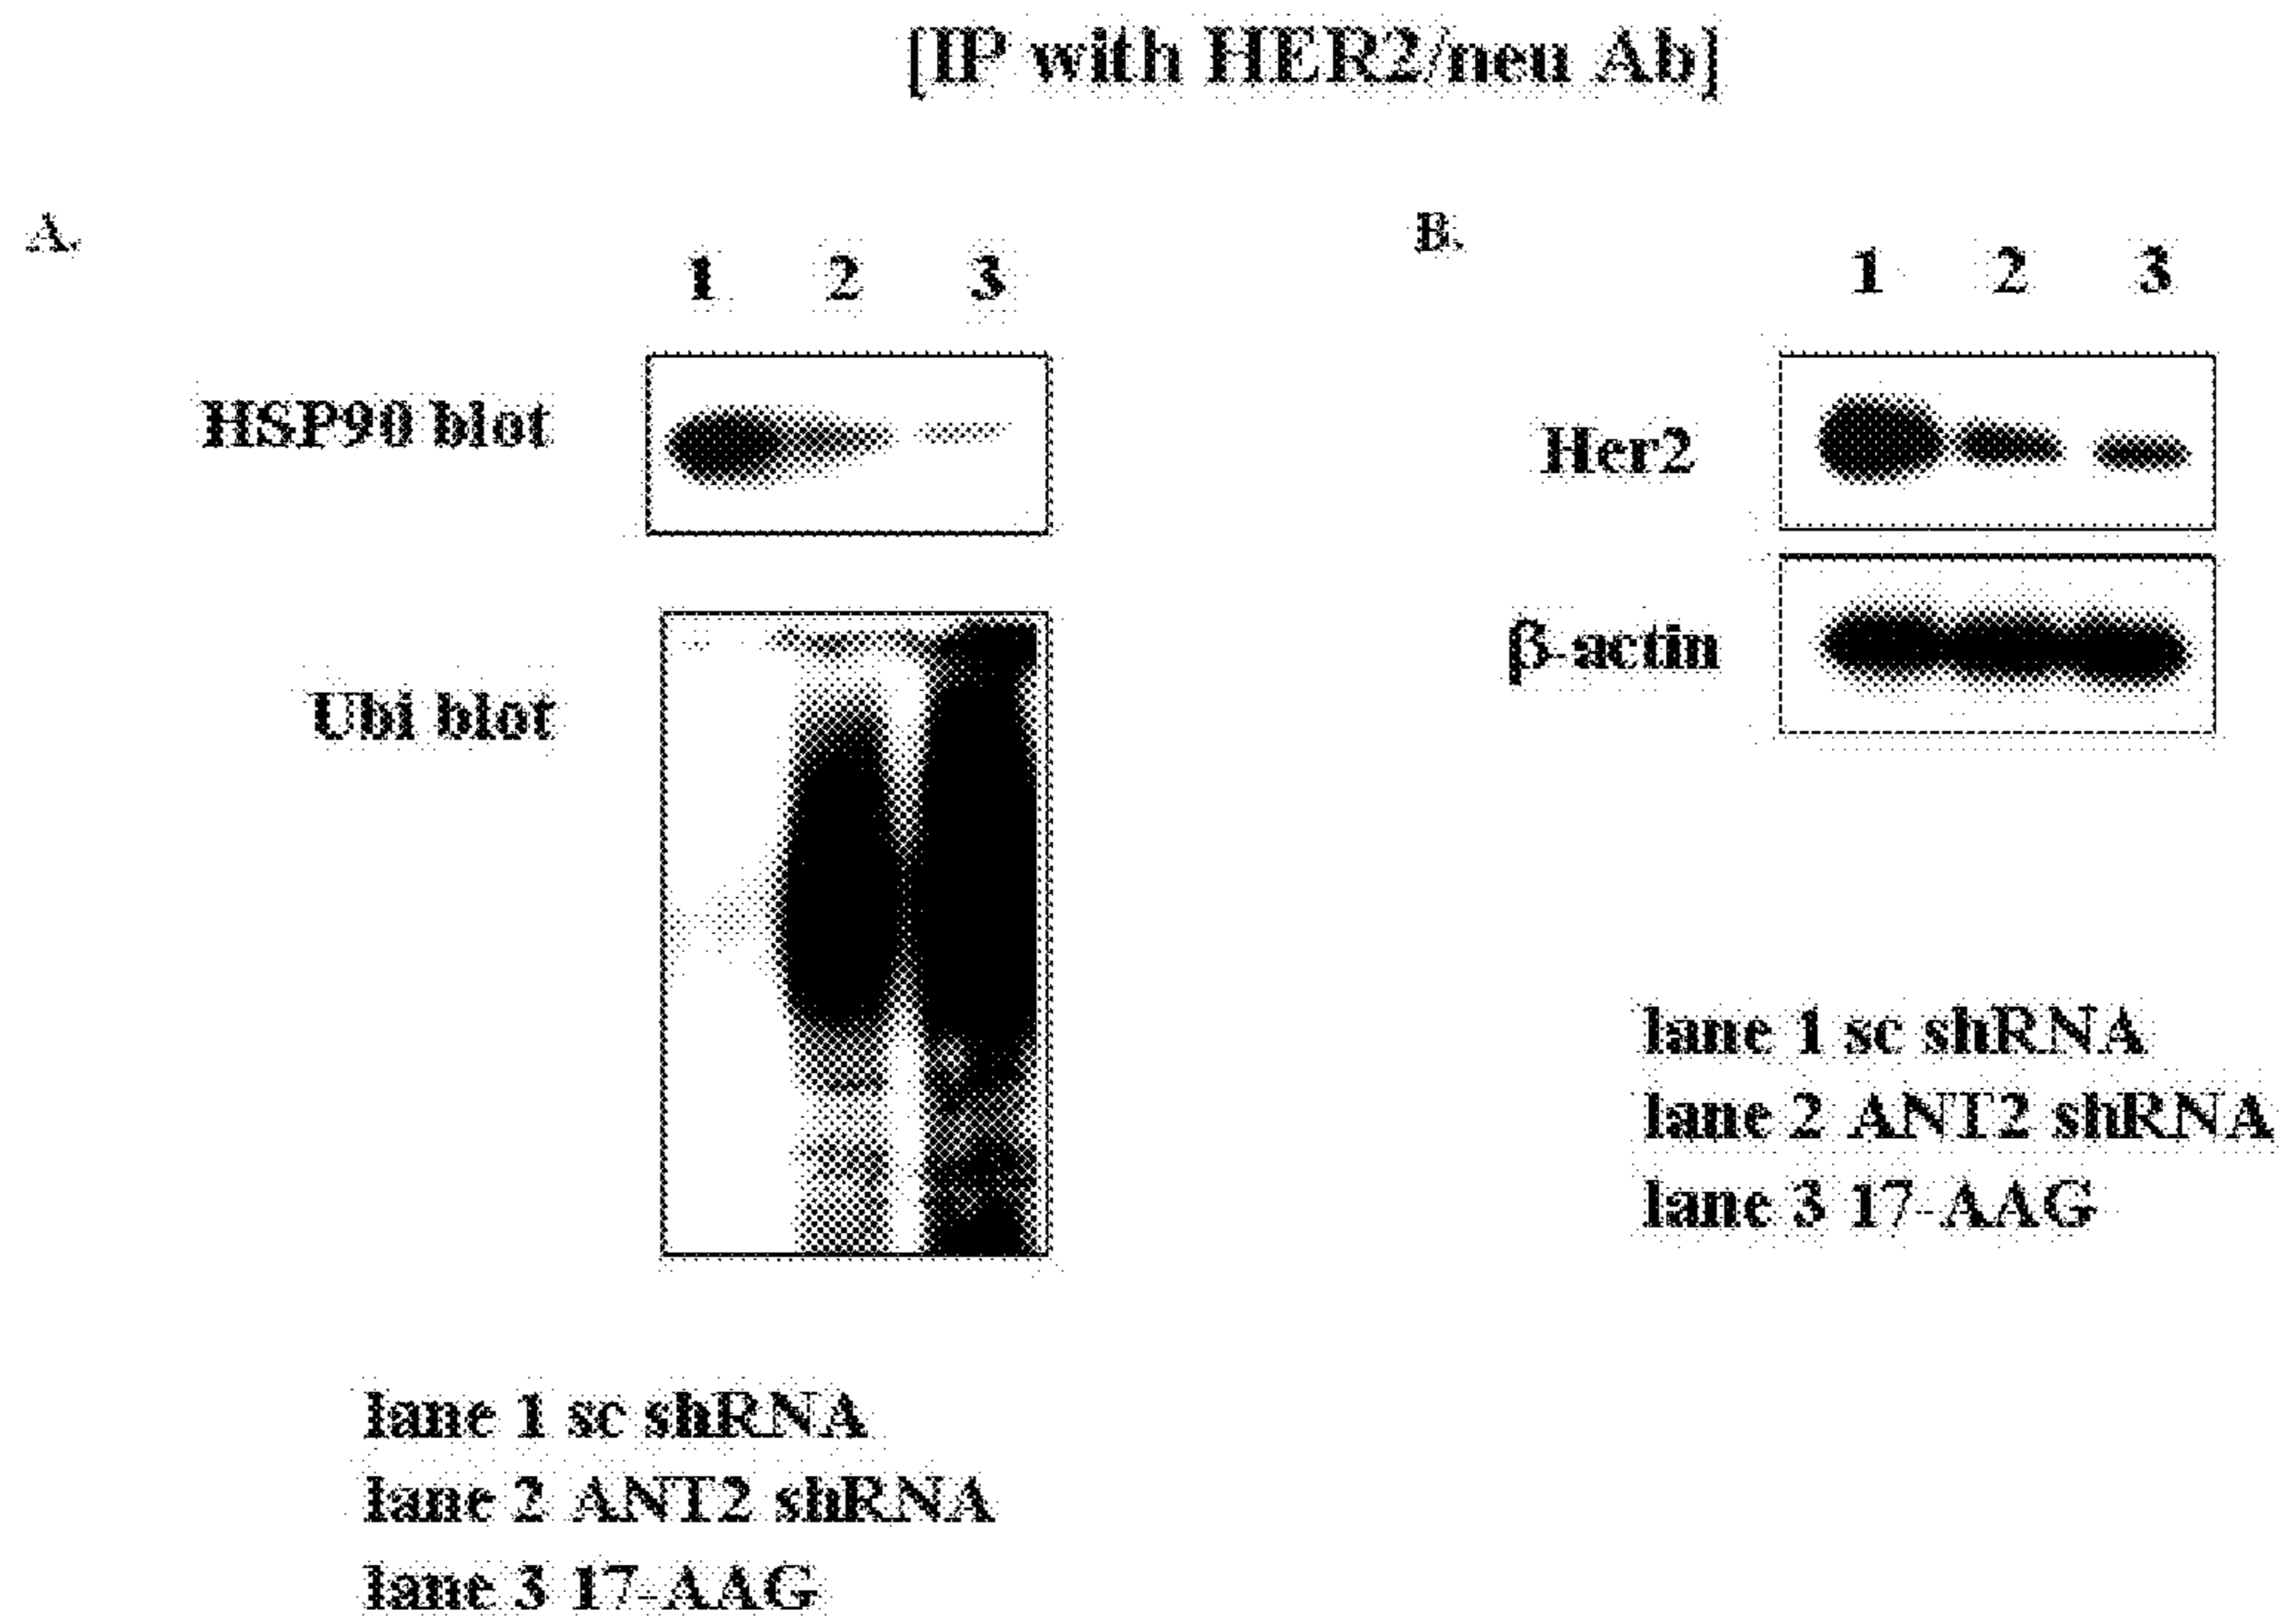 [IP with HER2/neu Ab]
A.
1 2 3
HSP90 blot
Ubi blot
lane 1 sc shRNA
lane 2 ANT2 shRNA
lane 3 17-AAG
B.
1 2 3
Her2
β-actin
lane 1 sc shRNA
lane 2 ANT2 shRNA
lane 3 17-AAG